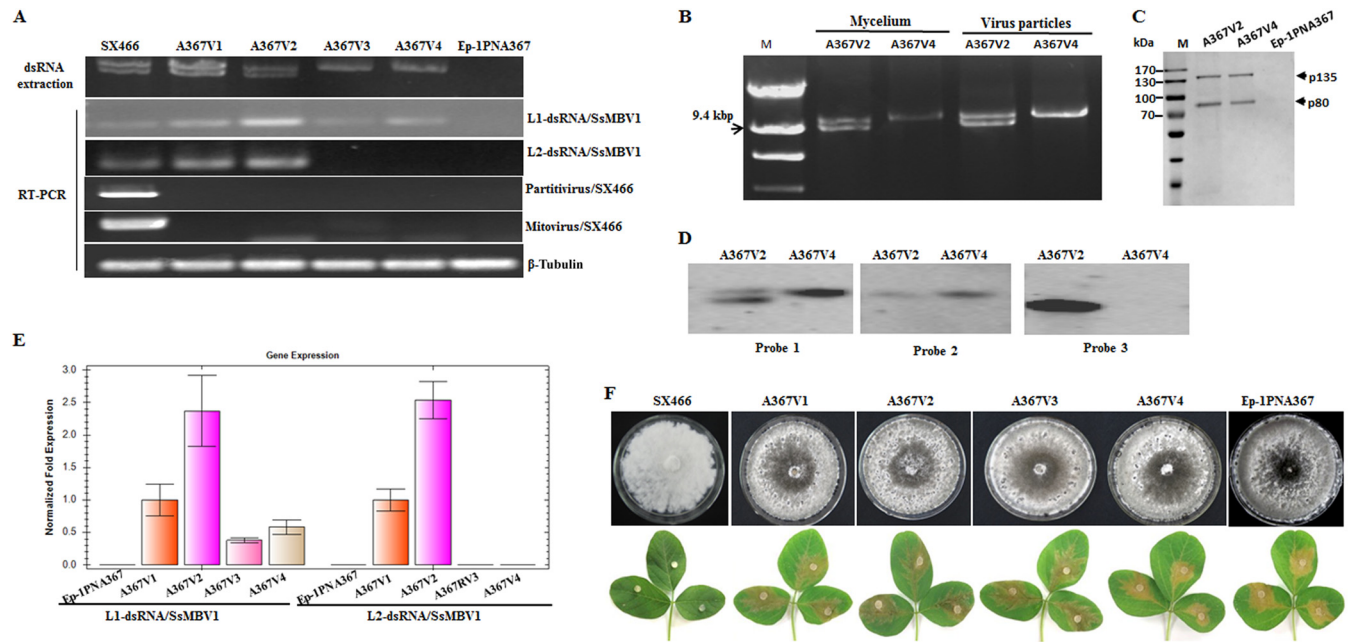 A
SX466 A367V1 A367V2 A367V3 A367V4 Ep-1PNA367
dsRNA
extraction
RT-PCR
L1-dsRNA/SsMBV1
L2-dsRNA/SsMBV1
Partitivirus/SX466
Mitovirus/SX466
β-Tubulin
B
Mycelium Virus particles
M A367V2 A367V4 A367V2 A367V4
9.4 kbp
C
kDa M A367V2 A367V4 Ep-1PNA367
170
130
100
70
p135
p80
D
A367V2 A367V4 A367V2 A367V4 A367V2 A367V4
Probe 1 Probe 2 Probe 3
E
Gene Expression
Normalized Fold Expression
3.0
2.5
2.0
1.5
1.0
0.5
0.0
Ep-1PNA367 A367V1 A367V2 A367V3 A367V4 Ep-1PNA367 A367V1 A367V2 A367RV3 A367V4
L1-dsRNA/SsMBV1 L2-dsRNA/SsMBV1
F
SX466 A367V1 A367V2 A367V3 A367V4 Ep-1PNA367